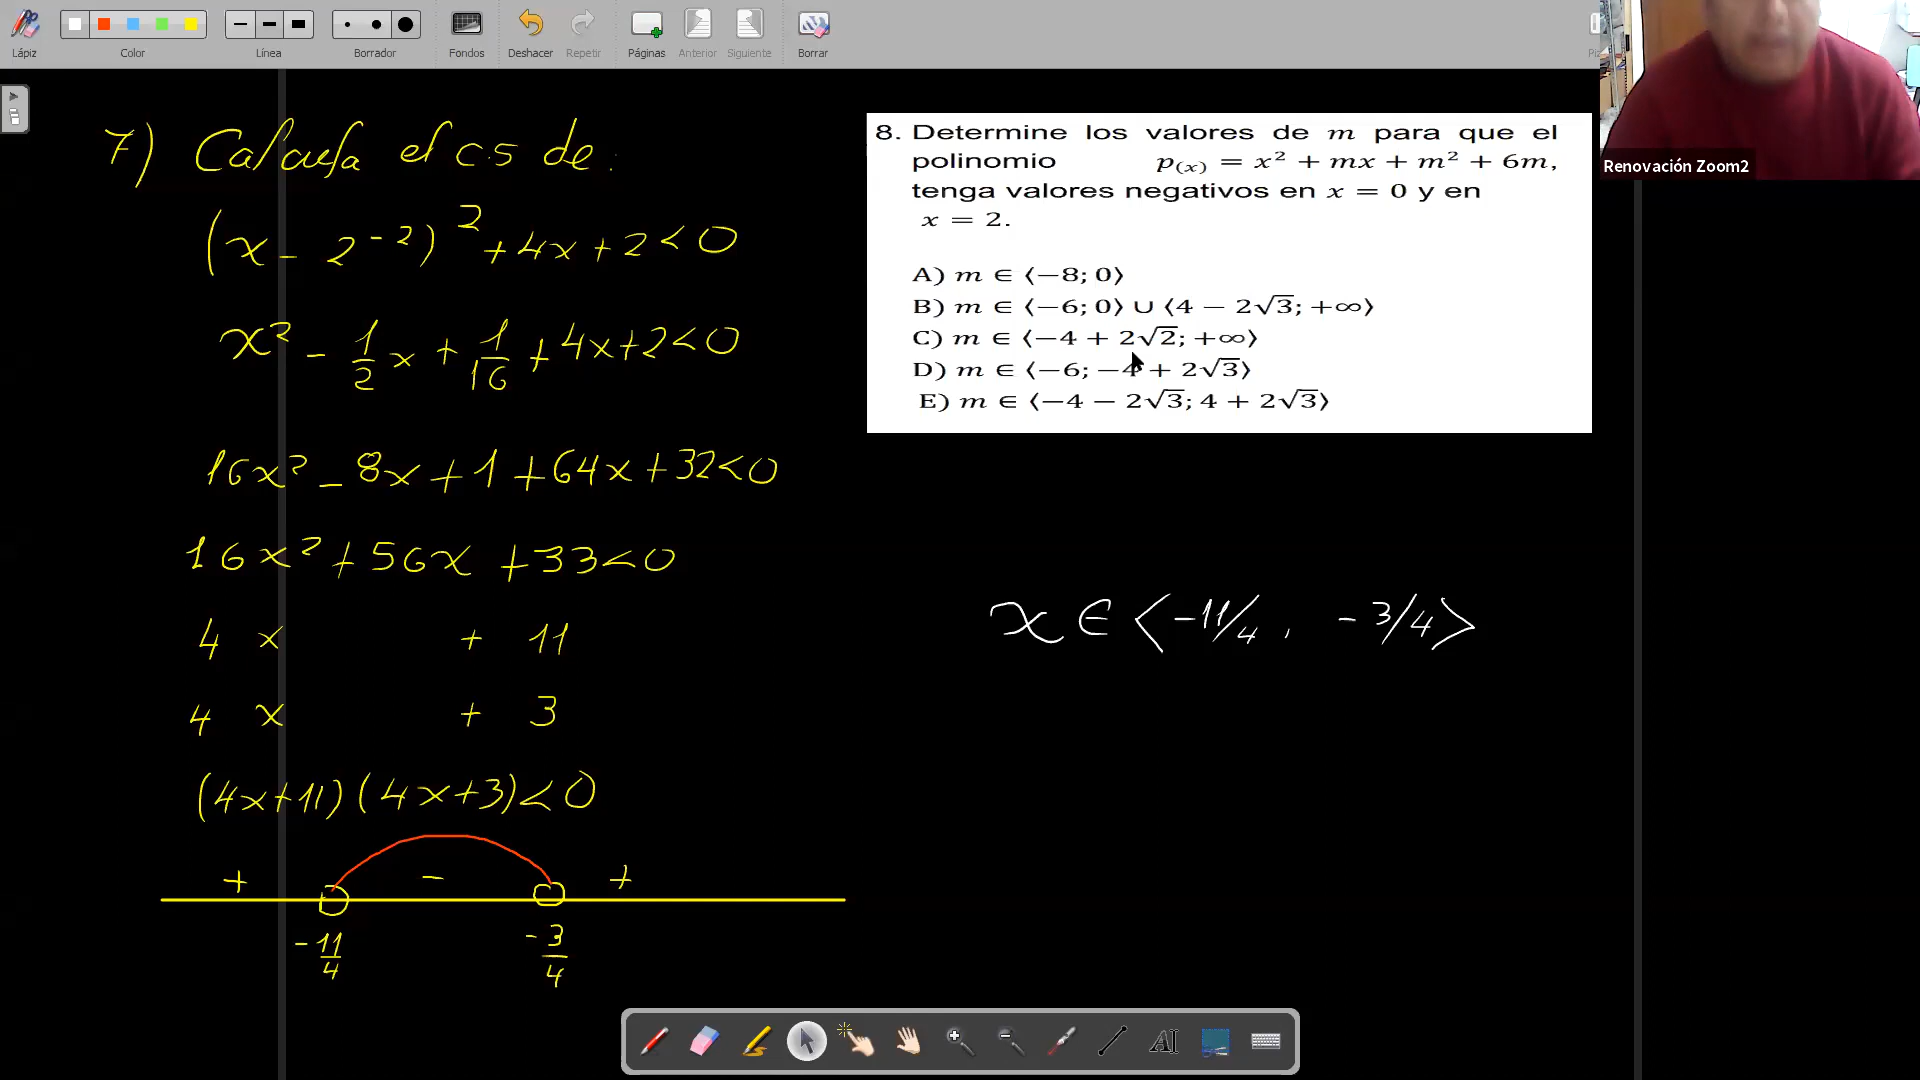 Lápiz
Color
Línea
Borrador
Fondos
Deshacer
Repetir
Páginas
Anterior
Siguiente
Borrar
Renovación Zoom2
7) Calcula el c.s de:
(x - 2⁻²)² + 4x + 2 < 0
x² - 1/2 x + 1/16 + 4x + 2 < 0
16x² - 8x + 1 + 64x + 32 < 0
16x² + 56x + 33 < 0
4 x + 11
4 x + 3
(4x+11)(4x+3) < 0
+ - +
-11/4 -3/4
8. Determine los valores de m para que el
polinomio p₍ₓ₎ = x² + mx + m² + 6m,
tenga valores negativos en x = 0 y en
x = 2.
A) m ∈ ⟨−8; 0⟩
B) m ∈ ⟨−6; 0⟩ ∪ ⟨4 − 2√3; +∞⟩
C) m ∈ ⟨−4 + 2√2; +∞⟩
D) m ∈ ⟨−6; −4 + 2√3⟩
E) m ∈ ⟨−4 − 2√3; 4 + 2√3⟩
x ∈ ⟨-11/4, -3/4⟩